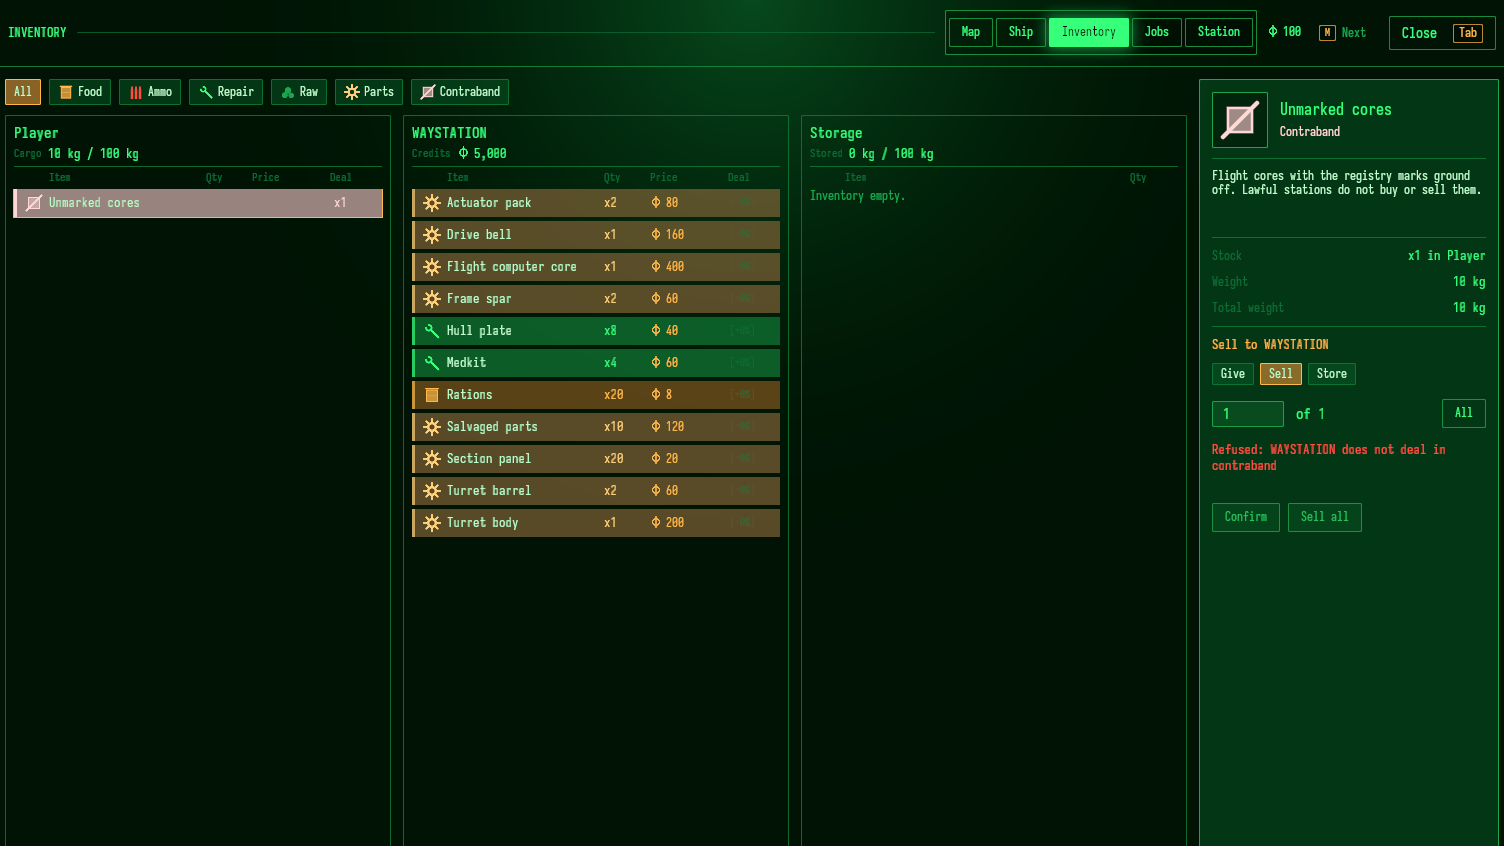 INVENTORY
Map
Ship
Inventory
Jobs
Station
100
M Next
Close Tab
All
Food
Ammo
Repair
Raw
Parts
Contraband
Player
Cargo 10 kg / 100 kg
Item Qty Price Deal
Unmarked cores x1
WAYSTATION
Credits 5,000
Item Qty Price Deal
Actuator pack x2 80
Drive bell x1 160
Flight computer core x1 400
Frame spar x2 60
Hull plate x8 40
Medkit x4 60
Rations x20 8
Salvaged parts x10 120
Section panel x20 20
Turret barrel x2 60
Turret body x1 200
Storage
Stored 0 kg / 100 kg
Item Qty
Inventory empty.
Unmarked cores
Contraband
Flight cores with the registry marks ground
off. Lawful stations do not buy or sell them.
Stock x1 in Player
Weight 10 kg
Total weight 10 kg
Sell to WAYSTATION
Give Sell Store
1 of 1 All
Refused: WAYSTATION does not deal in
contraband
Confirm Sell all